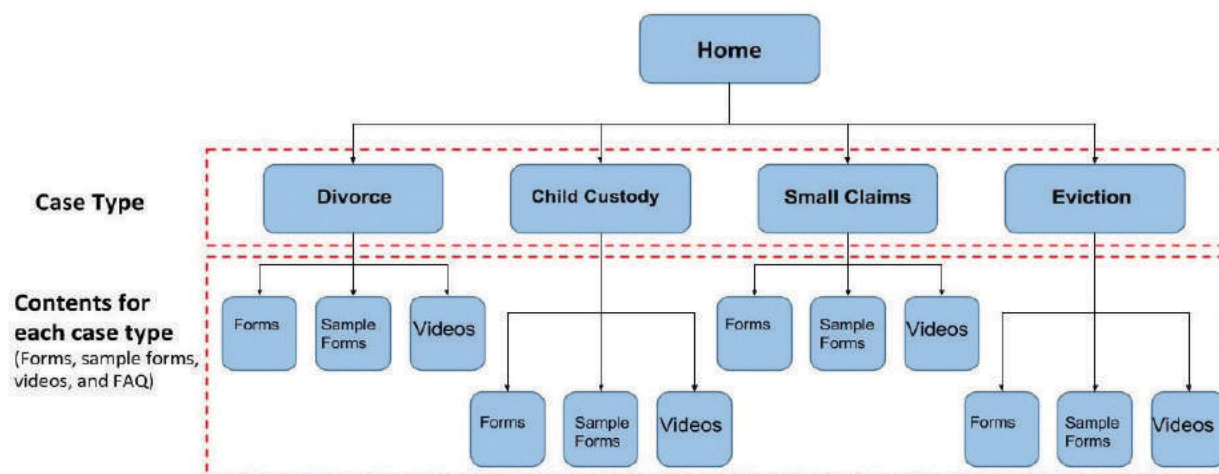 Home
Case Type
Divorce
Child Custody
Small Claims
Eviction
Contents for
each case type
(Forms, sample forms,
videos, and FAQ)
Forms
Sample
Forms
Videos
Forms
Sample
Forms
Videos
Forms
Sample
Forms
Videos
Forms
Sample
Forms
Videos